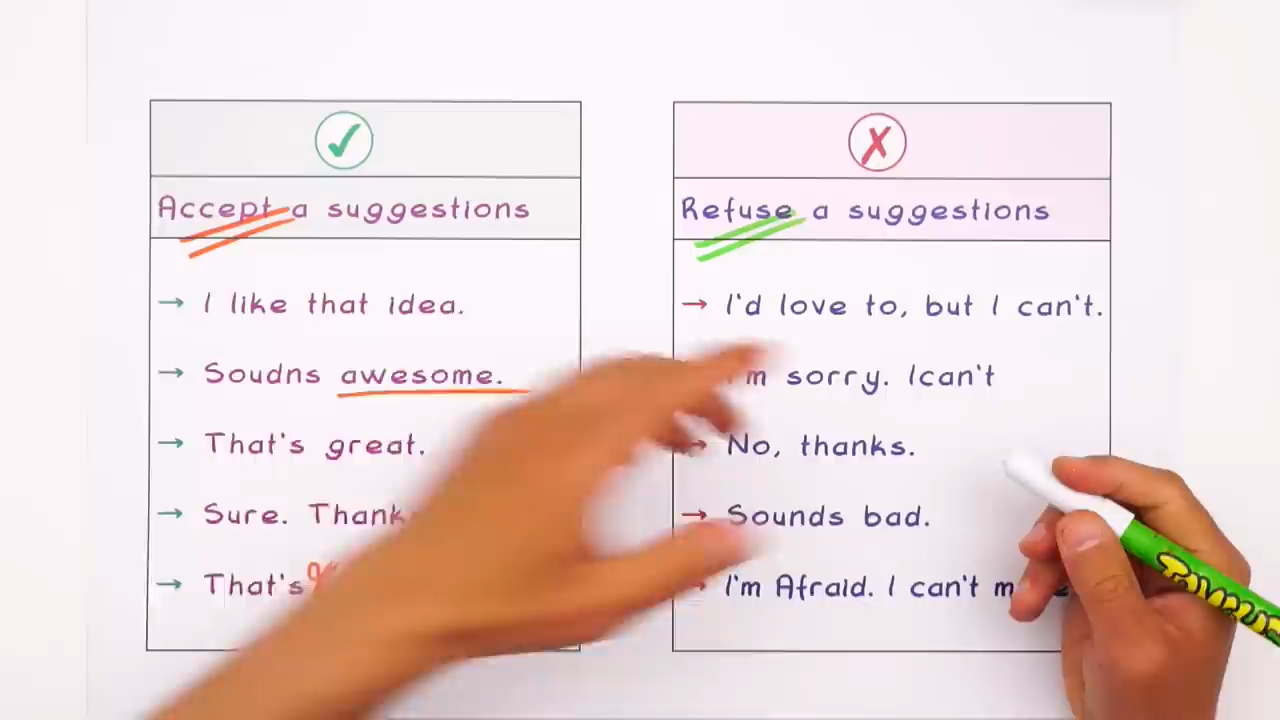 Accept a suggestions
I like that idea.
Soudns awesome.
That's great.
Sure.
That's
Refuse a suggestions
I'd love to, but I can't.
sorry. Ican't
No, thanks.
Sounds bad.
I'm Afraid. I can't